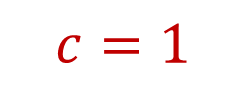 c = 1